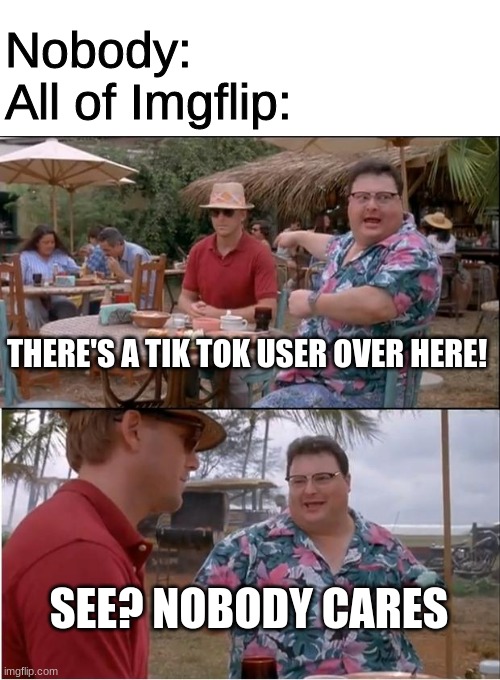 Nobody:
All of Imgflip:
THERE'S A TIK TOK USER OVER HERE!
SEE? NOBODY CARES
imgflip.com